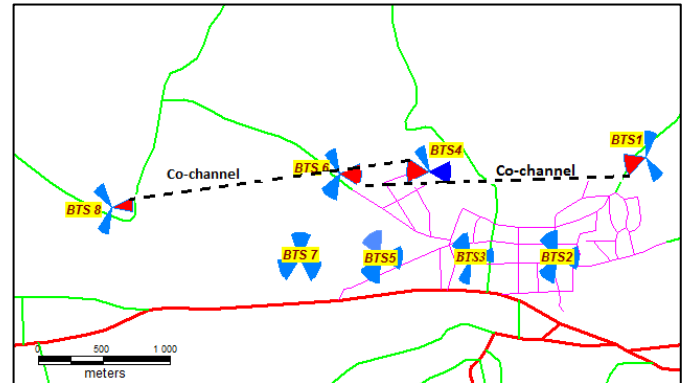 BTS1
BTS4
BTS 6
Co-channel
Co-channel
BTS 8
BTS 7
BTS5
BTS3
BTS2
0 500 1 000
meters